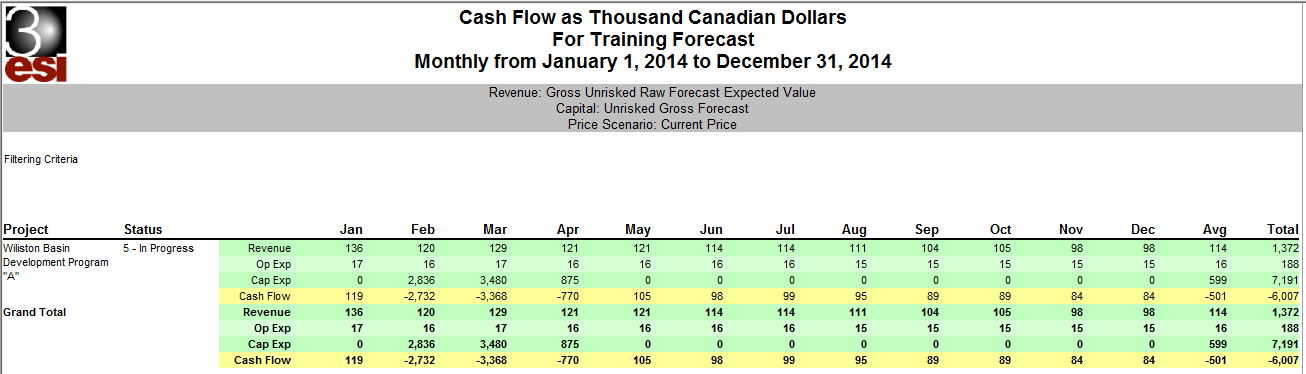 3
esi
Cash Flow as Thousand Canadian Dollars
For Training Forecast
Monthly from January 1, 2014 to December 31, 2014
Revenue: Gross Unrisked Raw Forecast Expected Value
Capital: Unrisked Gross Forecast
Price Scenario: Current Price
Filtering Criteria
Project Status Jan Feb Mar Apr May Jun Jul Aug Sep Oct Nov Dec Avg Total
Wiliston Basin 5 - In Progress Revenue 136 120 129 121 121 114 114 111 104 105 98 98 114 1,372
Development Program Op Exp 17 16 17 16 16 16 16 15 15 15 15 15 16 188
"A" Cap Exp 0 2,836 3,480 875 0 0 0 0 0 0 0 0 599 7,191
Cash Flow 119 -2,732 -3,368 -770 105 98 99 95 89 89 84 84 -501 -6,007
Grand Total Revenue 136 120 129 121 121 114 114 111 104 105 98 98 114 1,372
Op Exp 17 16 17 16 16 16 16 15 15 15 15 15 16 188
Cap Exp 0 2,836 3,480 875 0 0 0 0 0 0 0 0 599 7,191
Cash Flow 119 -2,732 -3,368 -770 105 98 99 95 89 89 84 84 -501 -6,007